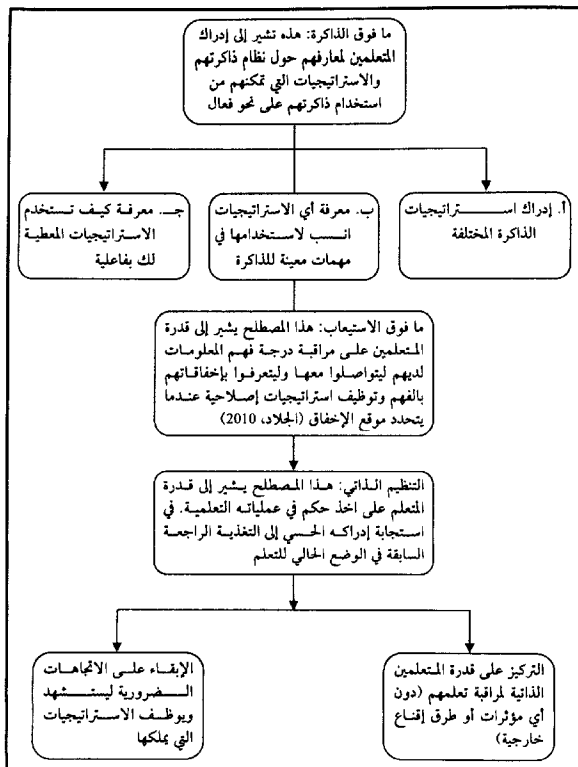 ما فوق الذاكرة: هذه تشير إلى إدراك
المتعلمين لمعارفهم حول نظام ذاكرتهم
والاستراتيجيات التي تمكنهم من
استخدام ذاكرتهم على نحو فعال
أ. إدراك استراتيجيات
الذاكرة المختلفة
ب. معرفة أي الاستراتيجيات
انسب لاستخدامها في
مهمات معينة للذاكرة
جـ. معرفة كيف تستخدم
الاستراتيجيات المعطية
لك بفاعلية
ما فوق الاستيعاب: هذا المصطلح يشير إلى قدرة
المتعلمين على مراقبة درجة فهم المعلومات
لديهم ليتواصلوا معها وليتعرفوا بإخفاقاتهم
بالفهم وتوظيف استراتيجيات إصلاحية عندما
يتحدد موقع الإخفاق (الجلاد، 2010)
التنظيم الذاتي: هذا المصطلح يشير إلى قدرة
المتعلم على اخذ حكم في عملياته التعلمية. في
استجابة إدراكه الحسي إلى التغذية الراجعة
السابقة في الوضع الحالي للتعلم
التركيز على قدرة المتعلمين
الذاتية لمراقبة تعلمهم (دون
أي مؤثرات أو طرق إقناع
خارجية)
الإبقاء على الاتجاهات
الضرورية ليستشهد
ويوظف الاستراتيجيات
التي يملكها